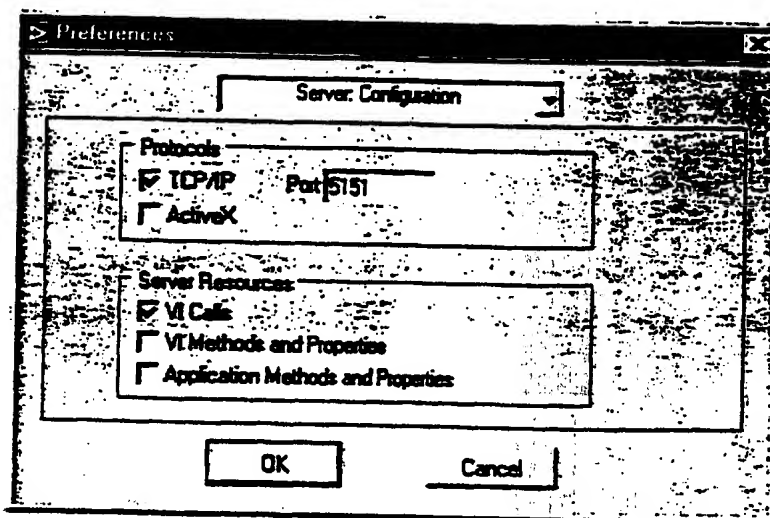 Preferences
Server: Configuration
Protocols
TCP/IP Port 5151
ActiveX
Server Resources
VI Calls
VI Methods and Properties
Application Methods and Properties
OK Cancel